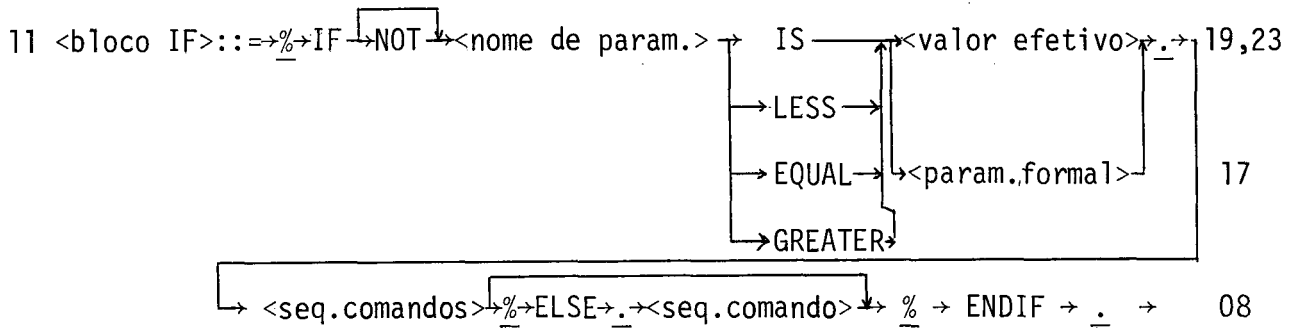 11 <bloco IF>::=→%→IF→NOT→<nome de param.>→ IS →<valor efetivo>→.→ 19,23
→LESS→
→EQUAL→ →<param.formal> 17
→GREATER→
→ <seq.comandos>→%→ELSE→.→<seq.comando>→ % → ENDIF → . → 08